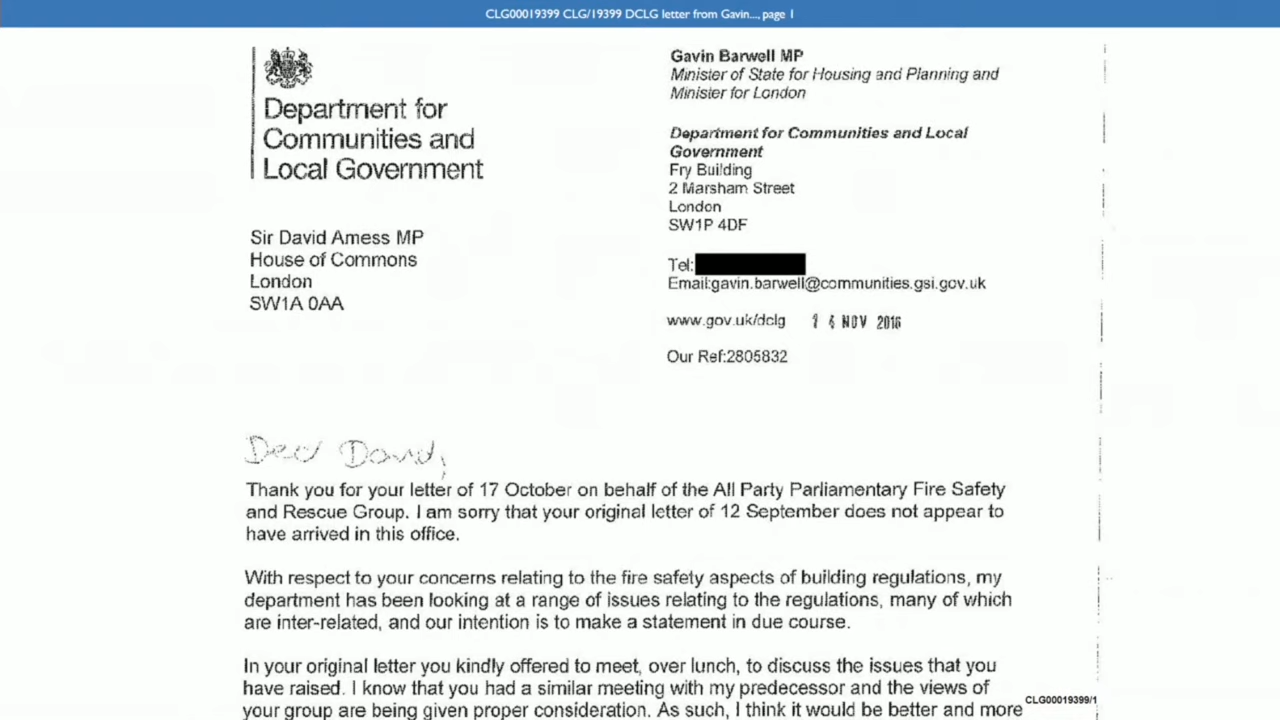 CLG00019399 CLG/19399 DCLG letter from Gavin..., page 1
Department for
Communities and
Local Government
Gavin Barwell MP
Minister of State for Housing and Planning and
Minister for London
Department for Communities and Local
Government
Fry Building
2 Marsham Street
London
SW1P 4DF
Tel:
Email:gavin.barwell@communities.gsi.gov.uk
www.gov.uk/dclg
NOV 2016
Our Ref:2805832
Sir David Amess MP
House of Commons
London
SW1A 0AA
Dear David,
Thank you for your letter of 17 October on behalf of the All Party Parliamentary Fire Safety
and Rescue Group. I am sorry that your original letter of 12 September does not appear to
have arrived in this office.
With respect to your concerns relating to the fire safety aspects of building regulations, my
department has been looking at a range of issues relating to the regulations, many of which
are inter-related, and our intention is to make a statement in due course.
In your original letter you kindly offered to meet, over lunch, to discuss the issues that you
have raised. I know that you had a similar meeting with my predecessor and the views of
your group are being given proper consideration. As such, I think it would be better and more
CLG00019399/1